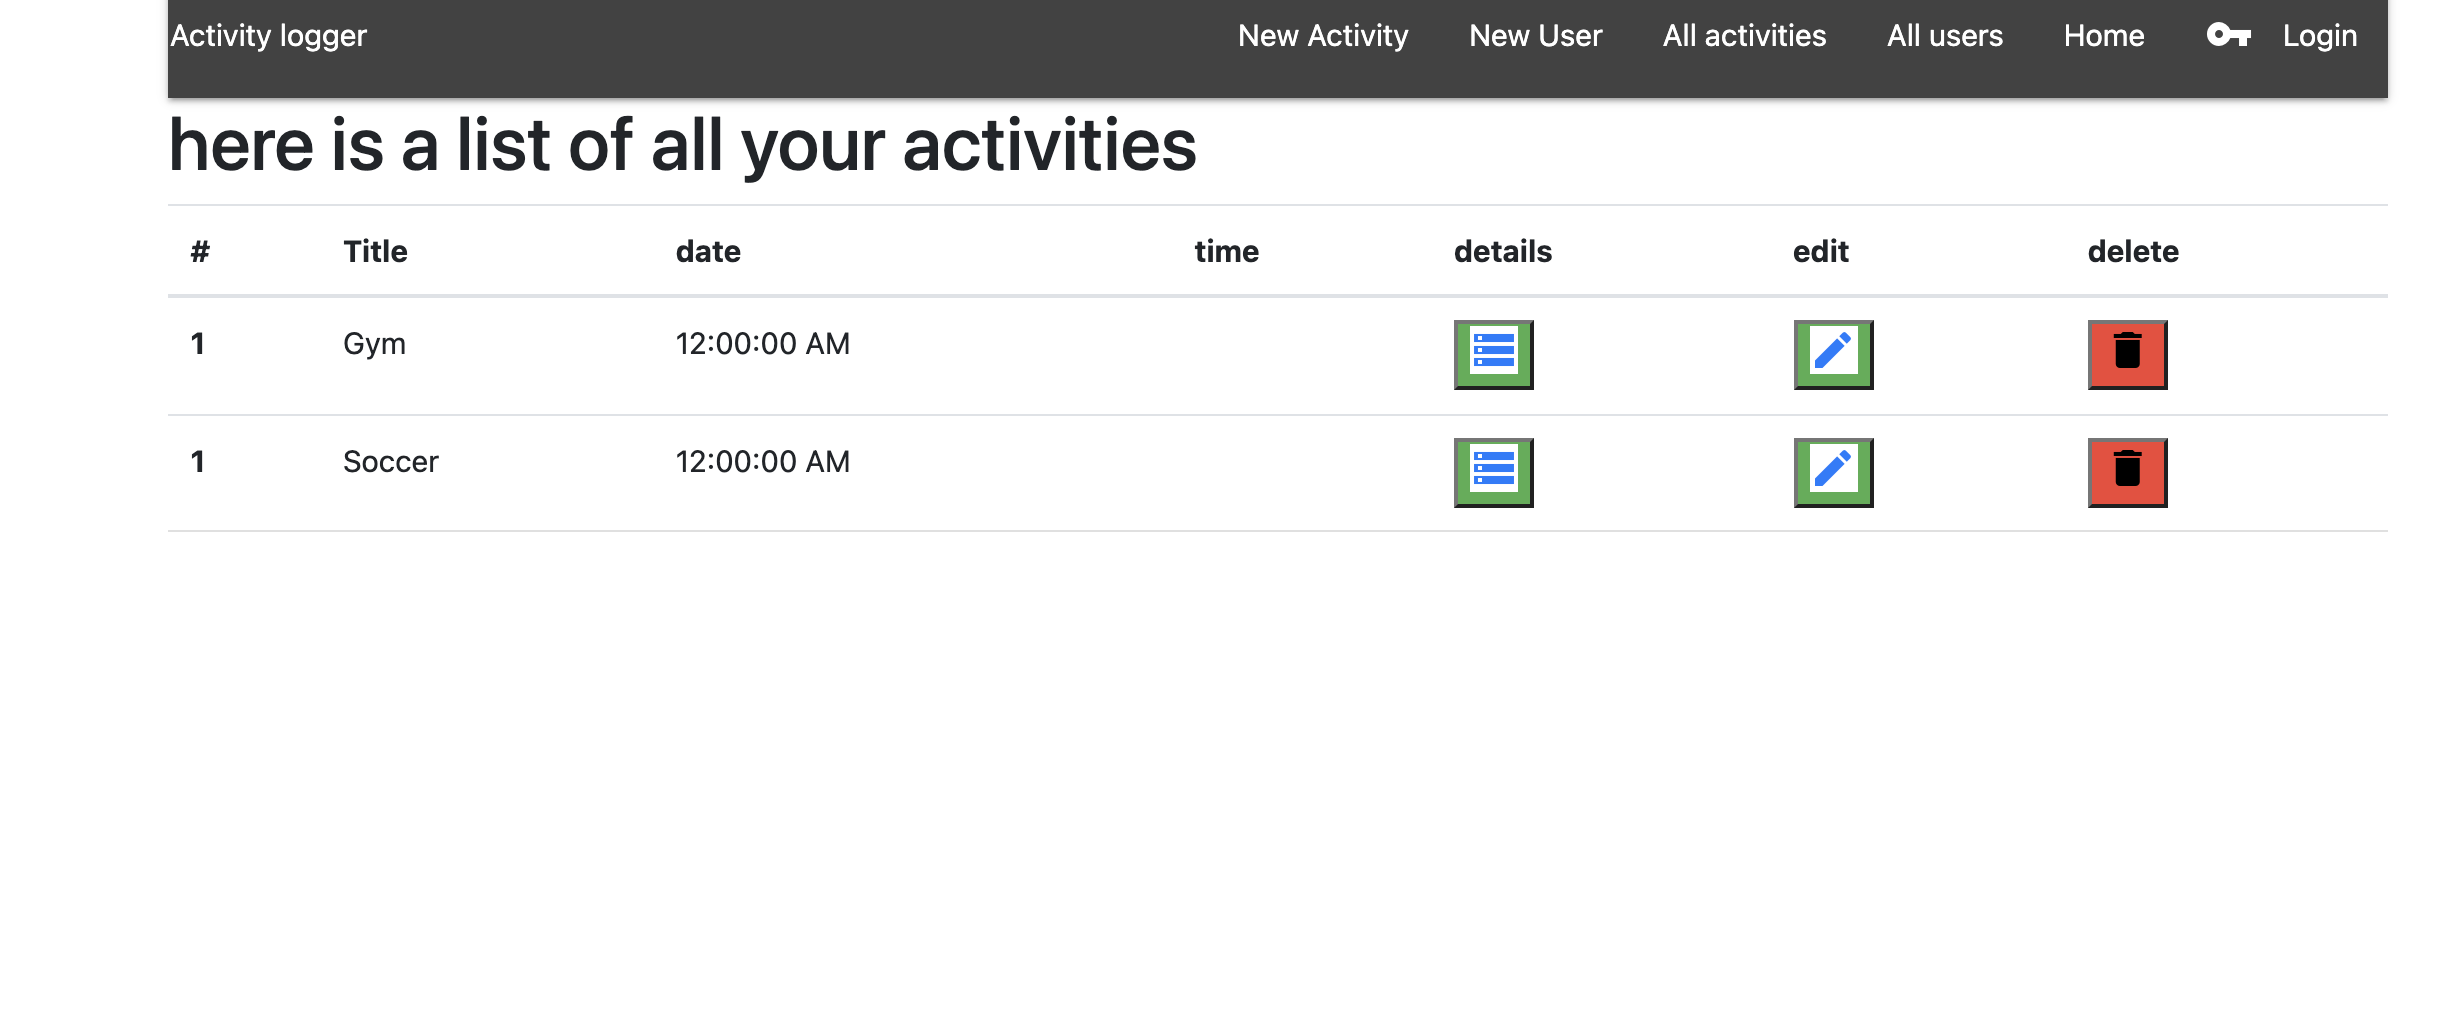 Activity logger New Activity New User All activities All users Home Login
here is a list of all your activities
# Title date time details edit delete
1 Gym 12:00:00 AM
1 Soccer 12:00:00 AM